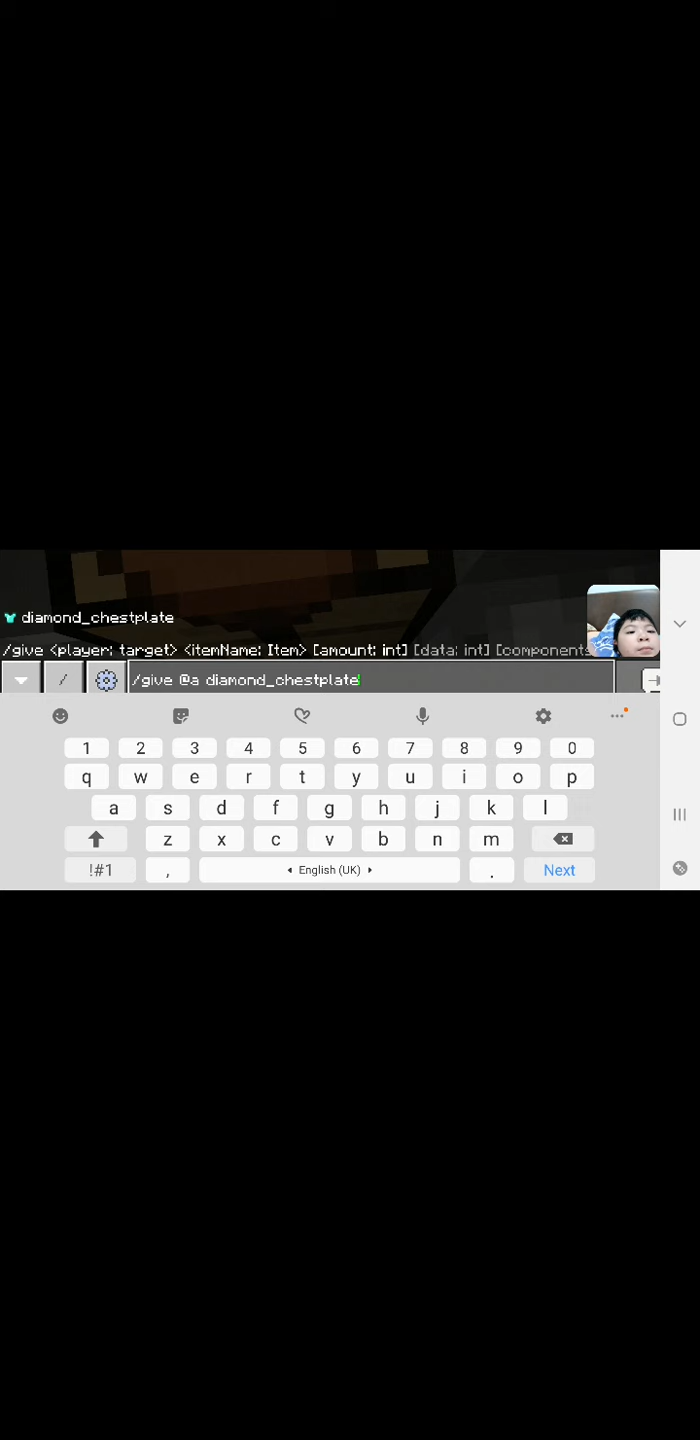 diamond_chestplate
/give <player: target> <itemName: Item> [amount: int] [data: int] [components
/
/give @a diamond_chestplate
1 2 3 4 5 6 7 8 9 0
q w e r t y u i o p
a s d f g h j k l
z x c v b n m
!#1 , English (UK) . Next